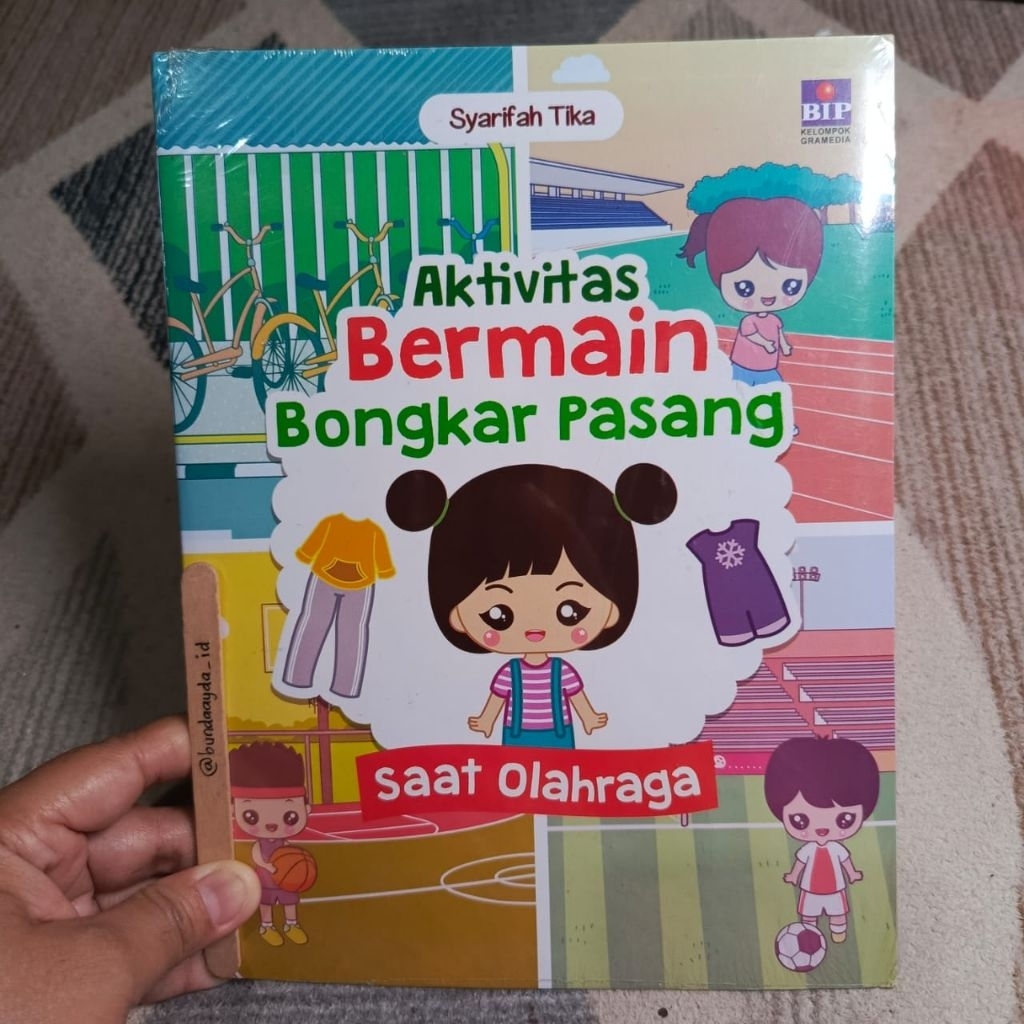 Syarifah Tika
BIP
KELOMPOK
GRAMEDIA
Aktivitas
Bermain
Bongkar Pasang
Saat Olahraga
@bundaayda_id